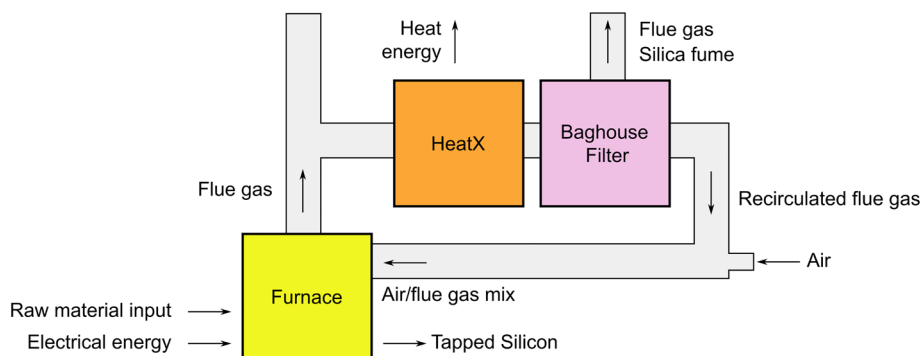 Heat
energy
Flue gas
Silica fume
HeatX
Baghouse
Filter
Flue gas
Recirculated flue gas
Air
Furnace
Air/flue gas mix
Raw material input
Electrical energy
Tapped Silicon